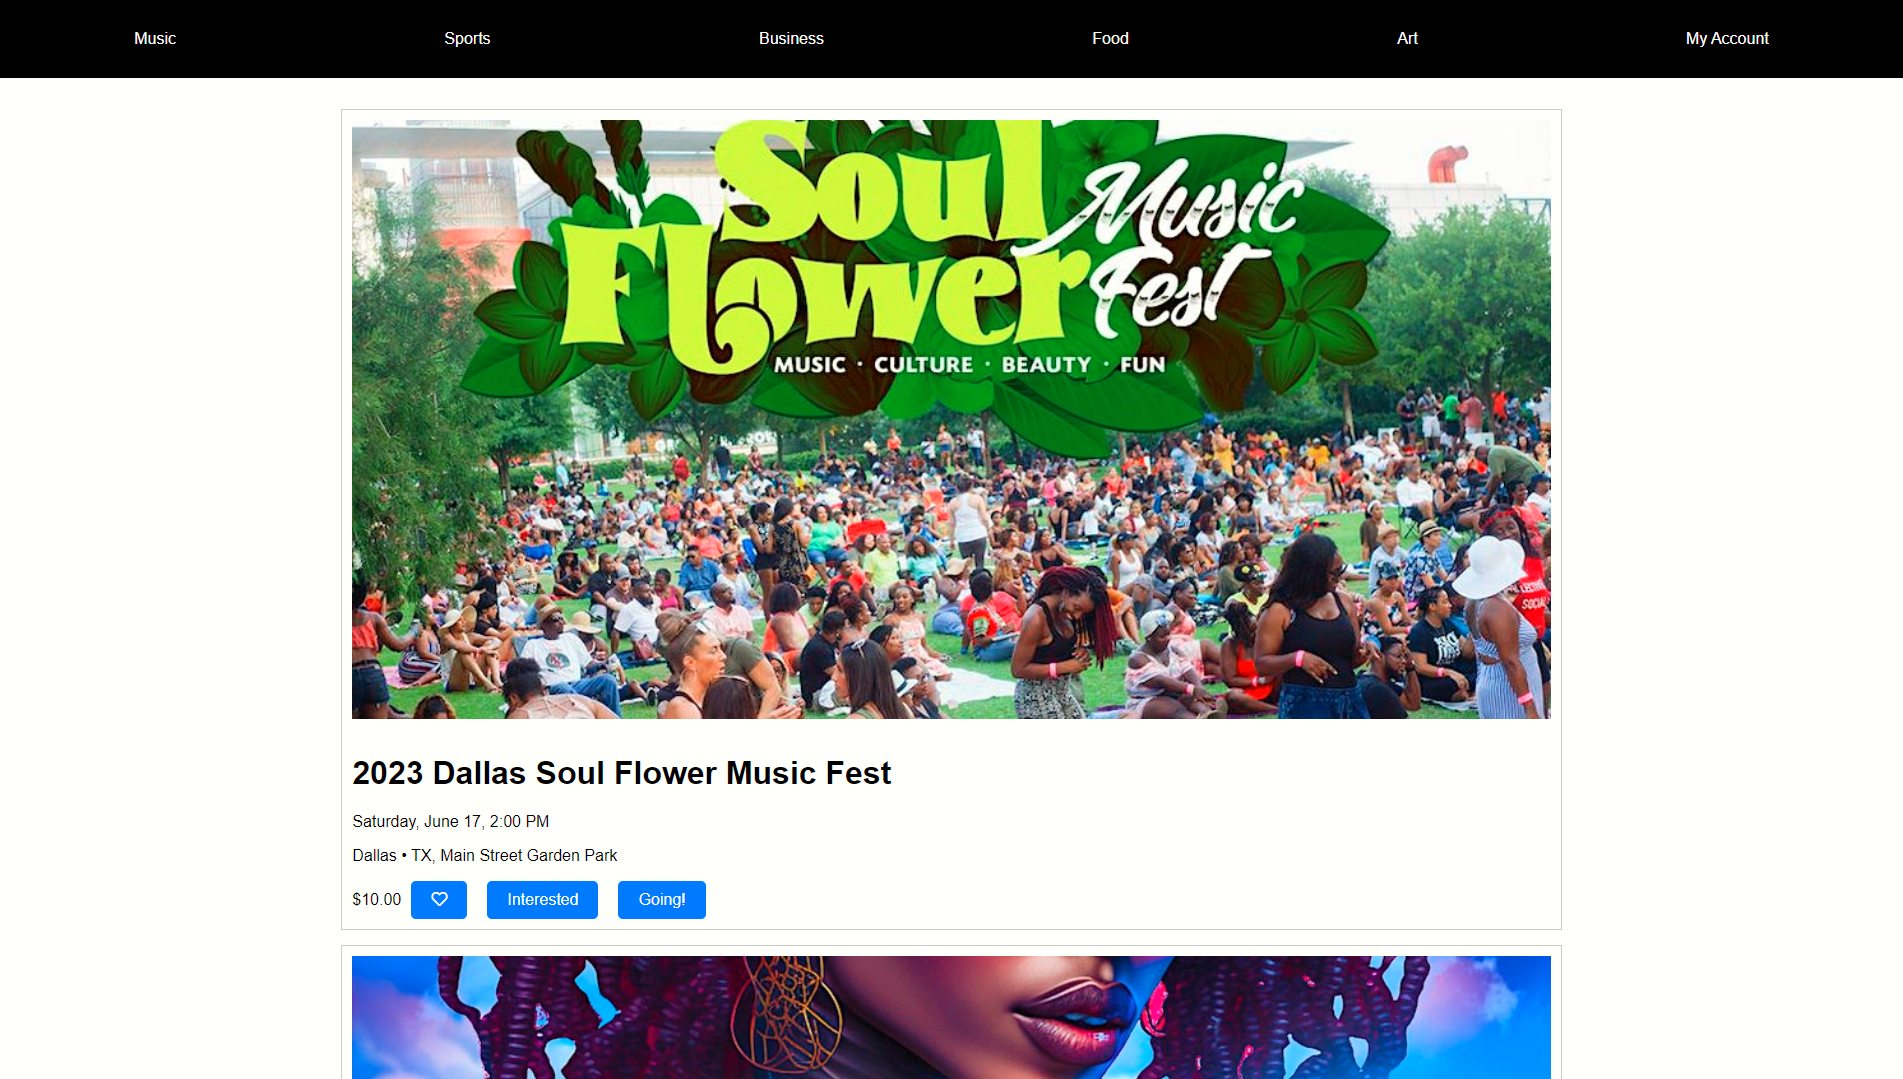 Music Sports Business Food Art My Account
Soul
Music
Flower
Fest
MUSIC · CULTURE · BEAUTY · FUN
SOCIAL
2023 Dallas Soul Flower Music Fest
Saturday, June 17, 2:00 PM
Dallas • TX, Main Street Garden Park
$10.00 Interested Going!